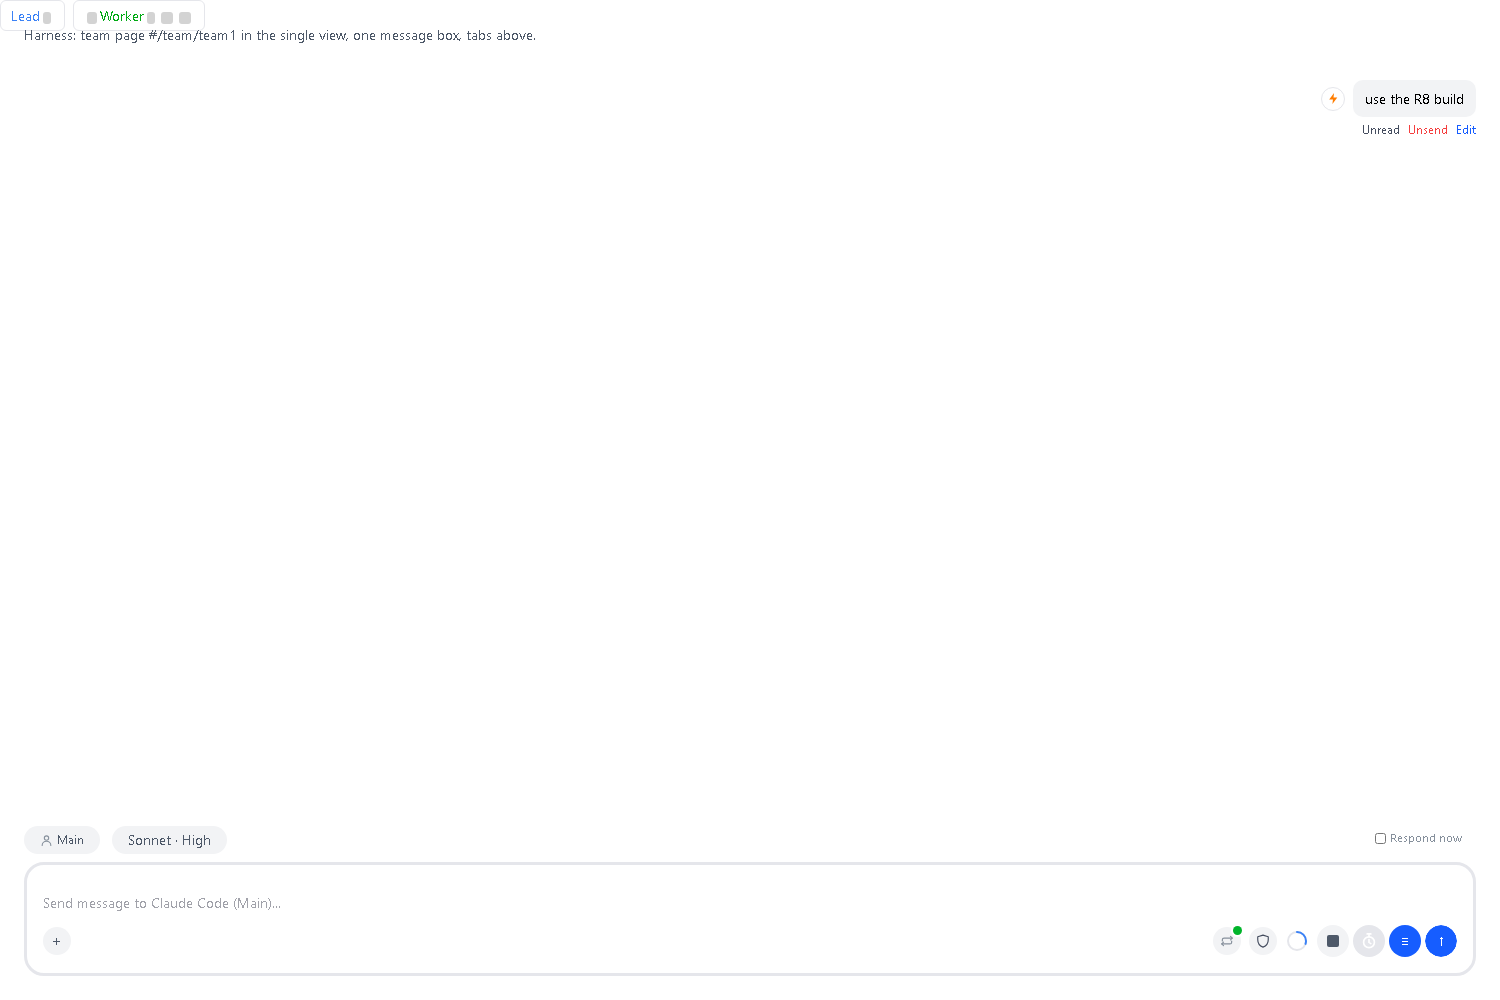 Lead
Worker
Harness: team page #/team/team1 in the single view, one message box, tabs above.
use the R8 build
Unread Unsend Edit
Main
Sonnet · High
Respond now
Send message to Claude Code (Main)...